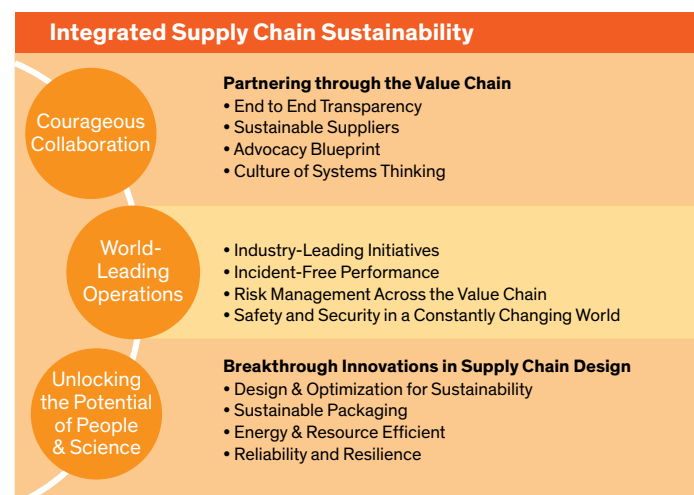 Integrated Supply Chain Sustainability
Courageous
Collaboration
Partnering through the Value Chain
• End to End Transparency
• Sustainable Suppliers
• Advocacy Blueprint
• Culture of Systems Thinking
World-
Leading
Operations
• Industry-Leading Initiatives
• Incident-Free Performance
• Risk Management Across the Value Chain
• Safety and Security in a Constantly Changing World
Unlocking
the Potential
of People
& Science
Breakthrough Innovations in Supply Chain Design
• Design & Optimization for Sustainability
• Sustainable Packaging
• Energy & Resource Efficient
• Reliability and Resilience